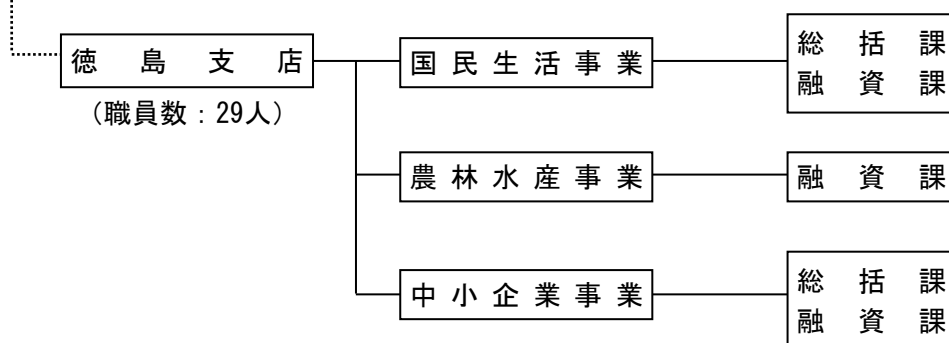 徳島支店
(職員数：29人)
国民生活事業
総括課
融資課
農林水産事業
融資課
中小企業事業
総括課
融資課